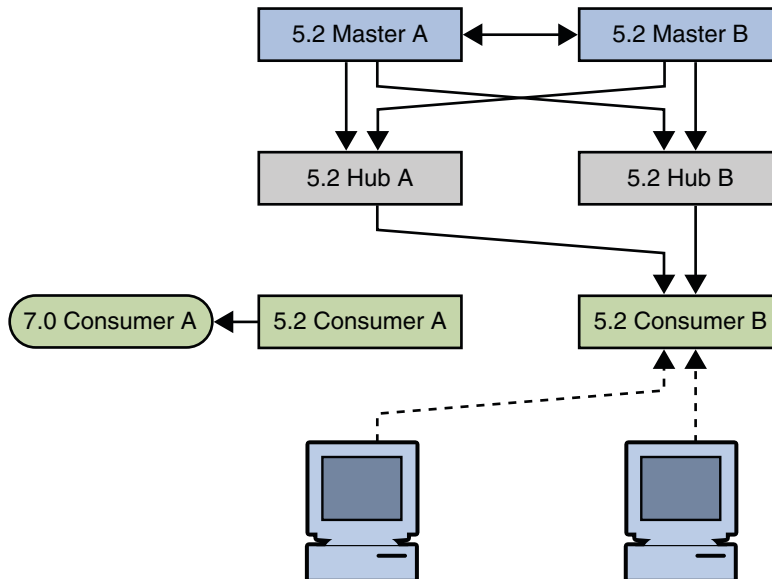 5.2 Master A
5.2 Master B
5.2 Hub A
5.2 Hub B
7.0 Consumer A
5.2 Consumer A
5.2 Consumer B